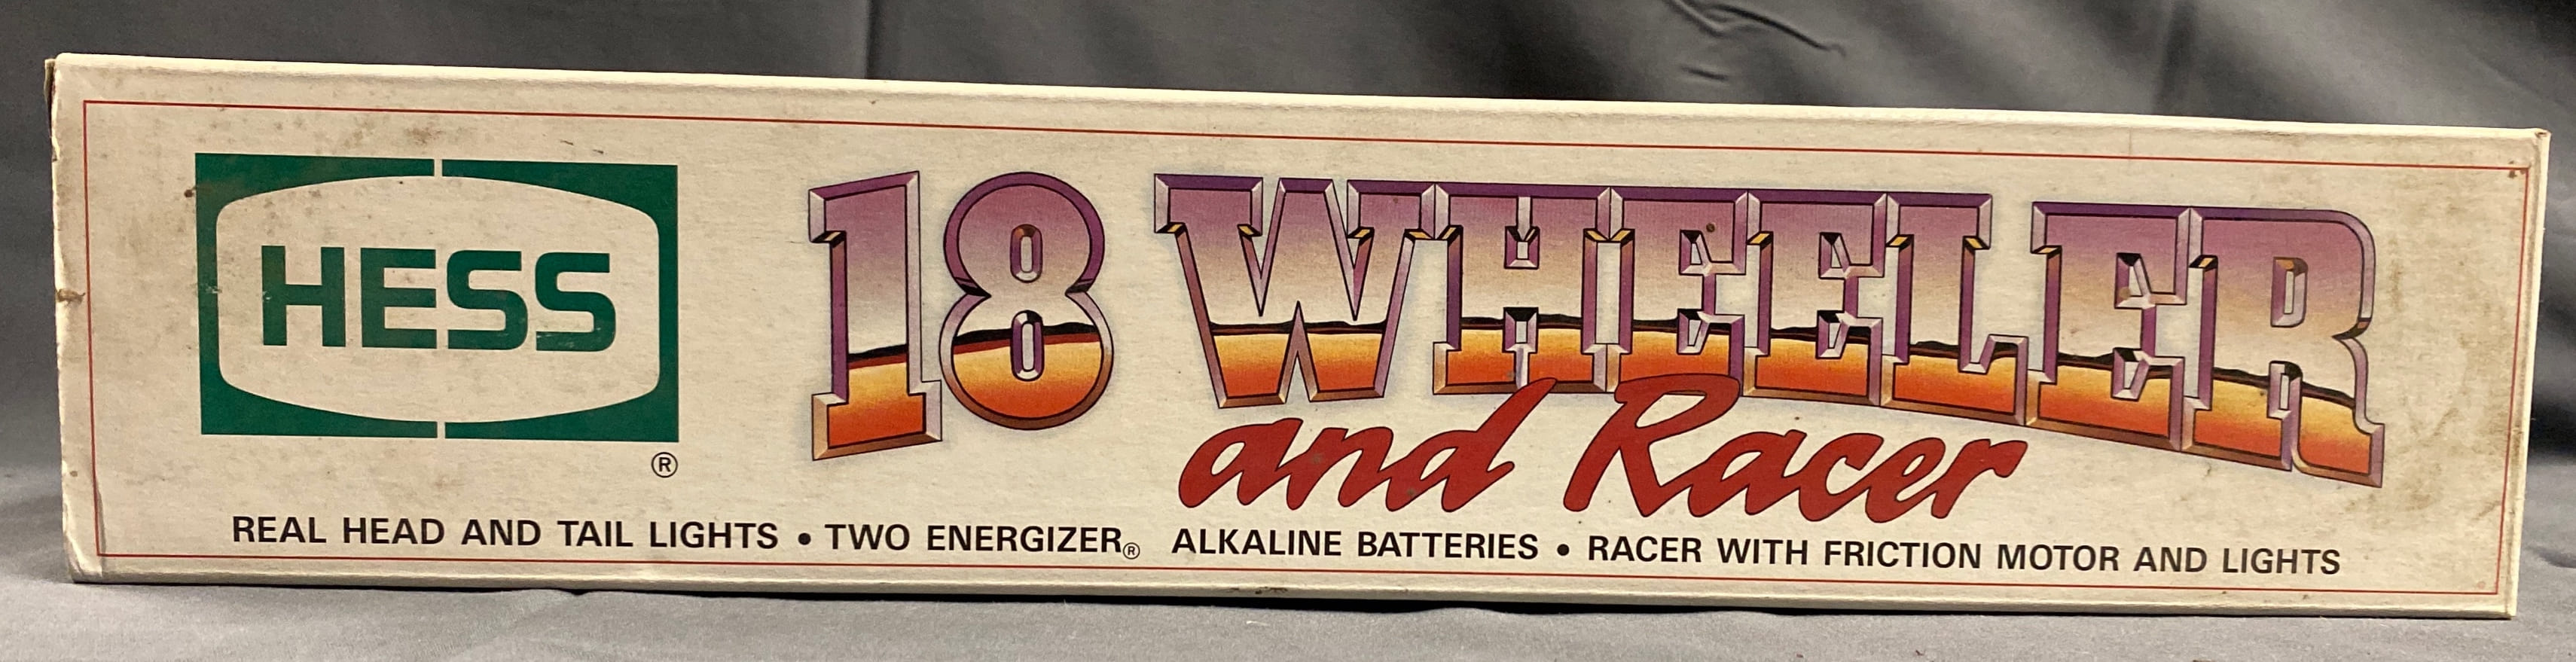 HESS
®
18 WHEELER
and Racer
REAL HEAD AND TAIL LIGHTS • TWO ENERGIZER® ALKALINE BATTERIES • RACER WITH FRICTION MOTOR AND LIGHTS